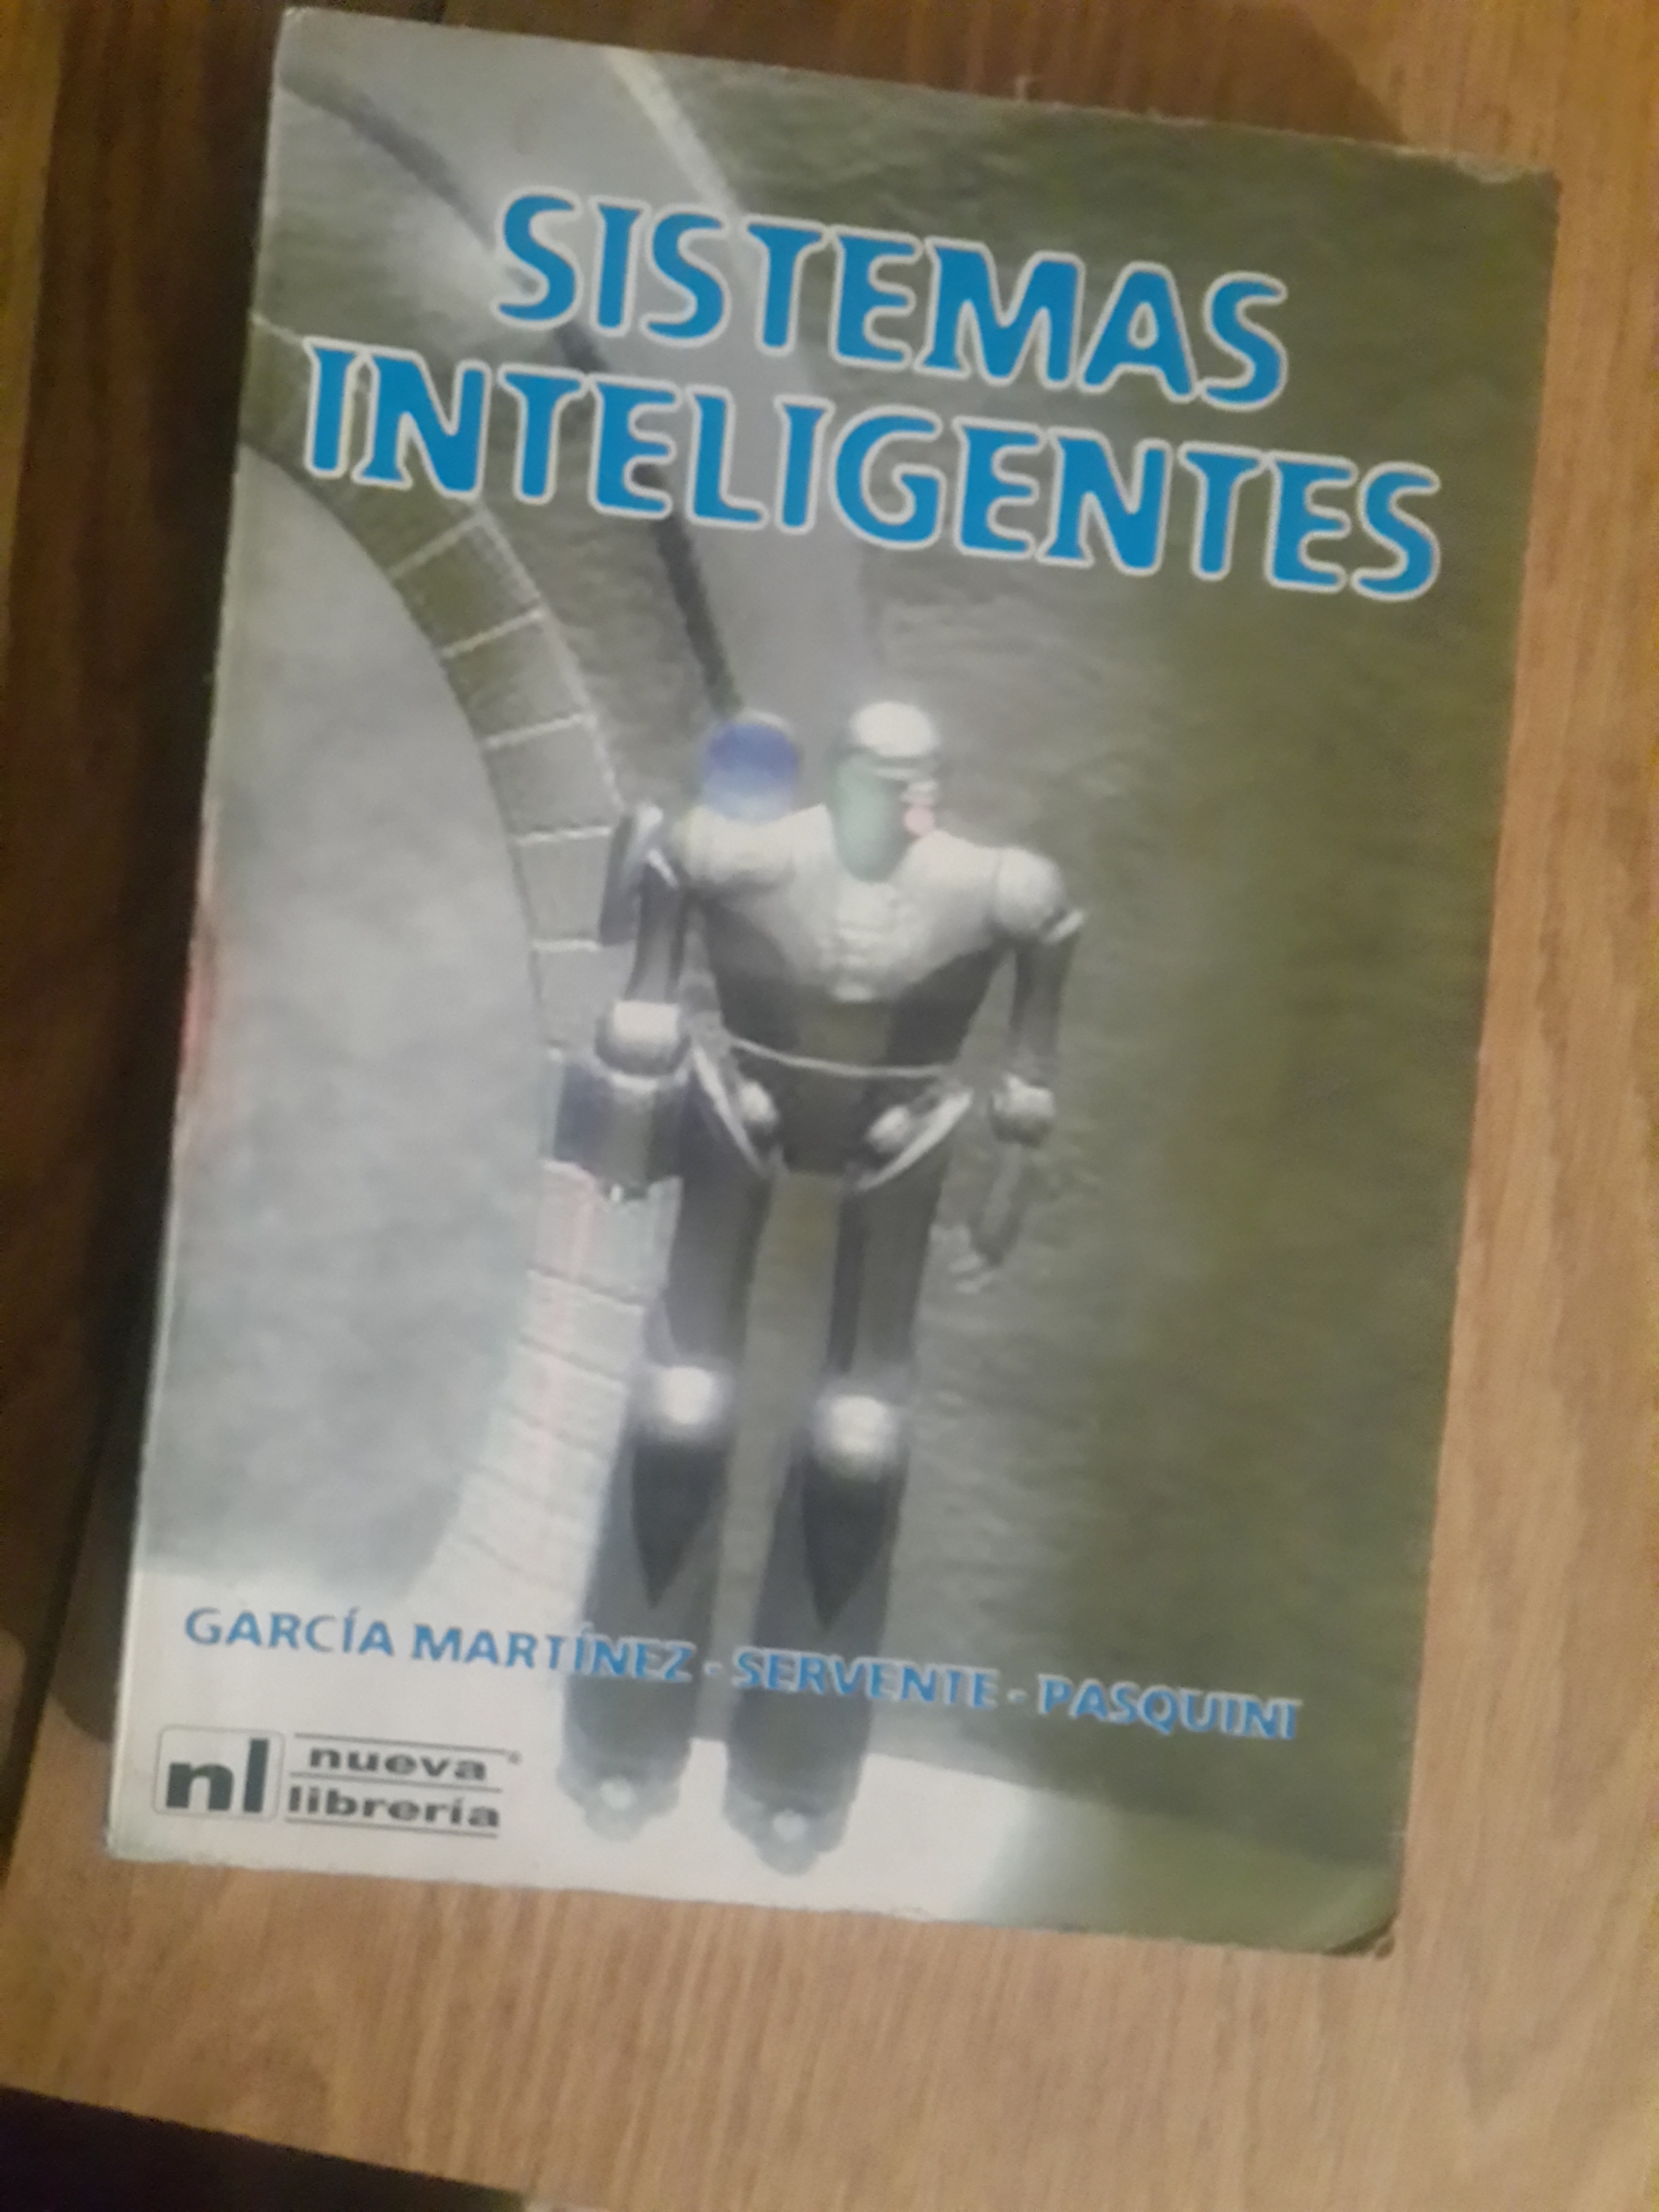 SISTEMAS
INTELIGENTES
GARCÍA MARTÍNEZ - SERVENTE - PASQUINI
nl nueva
librería